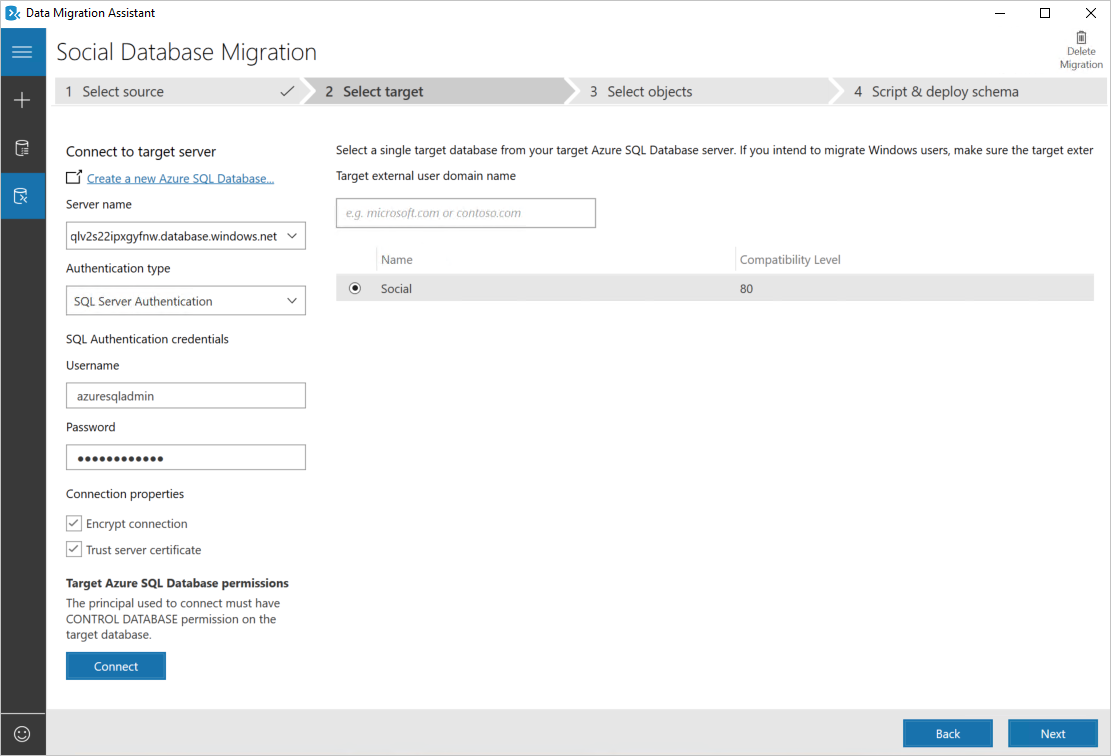 Data Migration Assistant
Social Database Migration
Delete
Migration
1 Select source
2 Select target
3 Select objects
4 Script & deploy schema
Connect to target server
Create a new Azure SQL Database...
Server name
qlv2s22ipxgyfnw.database.windows.net
Authentication type
SQL Server Authentication
SQL Authentication credentials
Username
azuresqladmin
Password
●●●●●●●●●●●●
Connection properties
Encrypt connection
Trust server certificate
Target Azure SQL Database permissions
The principal used to connect must have
CONTROL DATABASE permission on the
target database.
Connect
Select a single target database from your target Azure SQL Database server. If you intend to migrate Windows users, make sure the target exter
Target external user domain name
e.g. microsoft.com or contoso.com
Name Compatibility Level
Social 80
Back Next